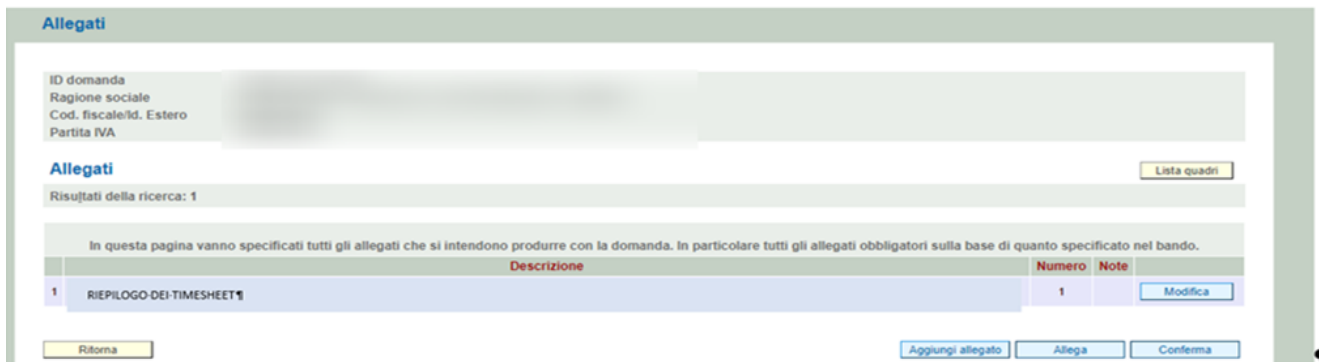 Allegati
ID domanda
Ragione sociale
Cod. fiscale/Id. Estero
Partita IVA
Allegati
Lista quadri
Risultati della ricerca: 1
In questa pagina vanno specificati tutti gli allegati che si intendono produrre con la domanda. In particolare tutti gli allegati obbligatori sulla base di quanto specificato nel bando.
Descrizione Numero Note
1 RIEPILOGO·DEI·TIMESHEET¶ 1 Modifica
Ritorna Aggiungi allegato Allega Conferma